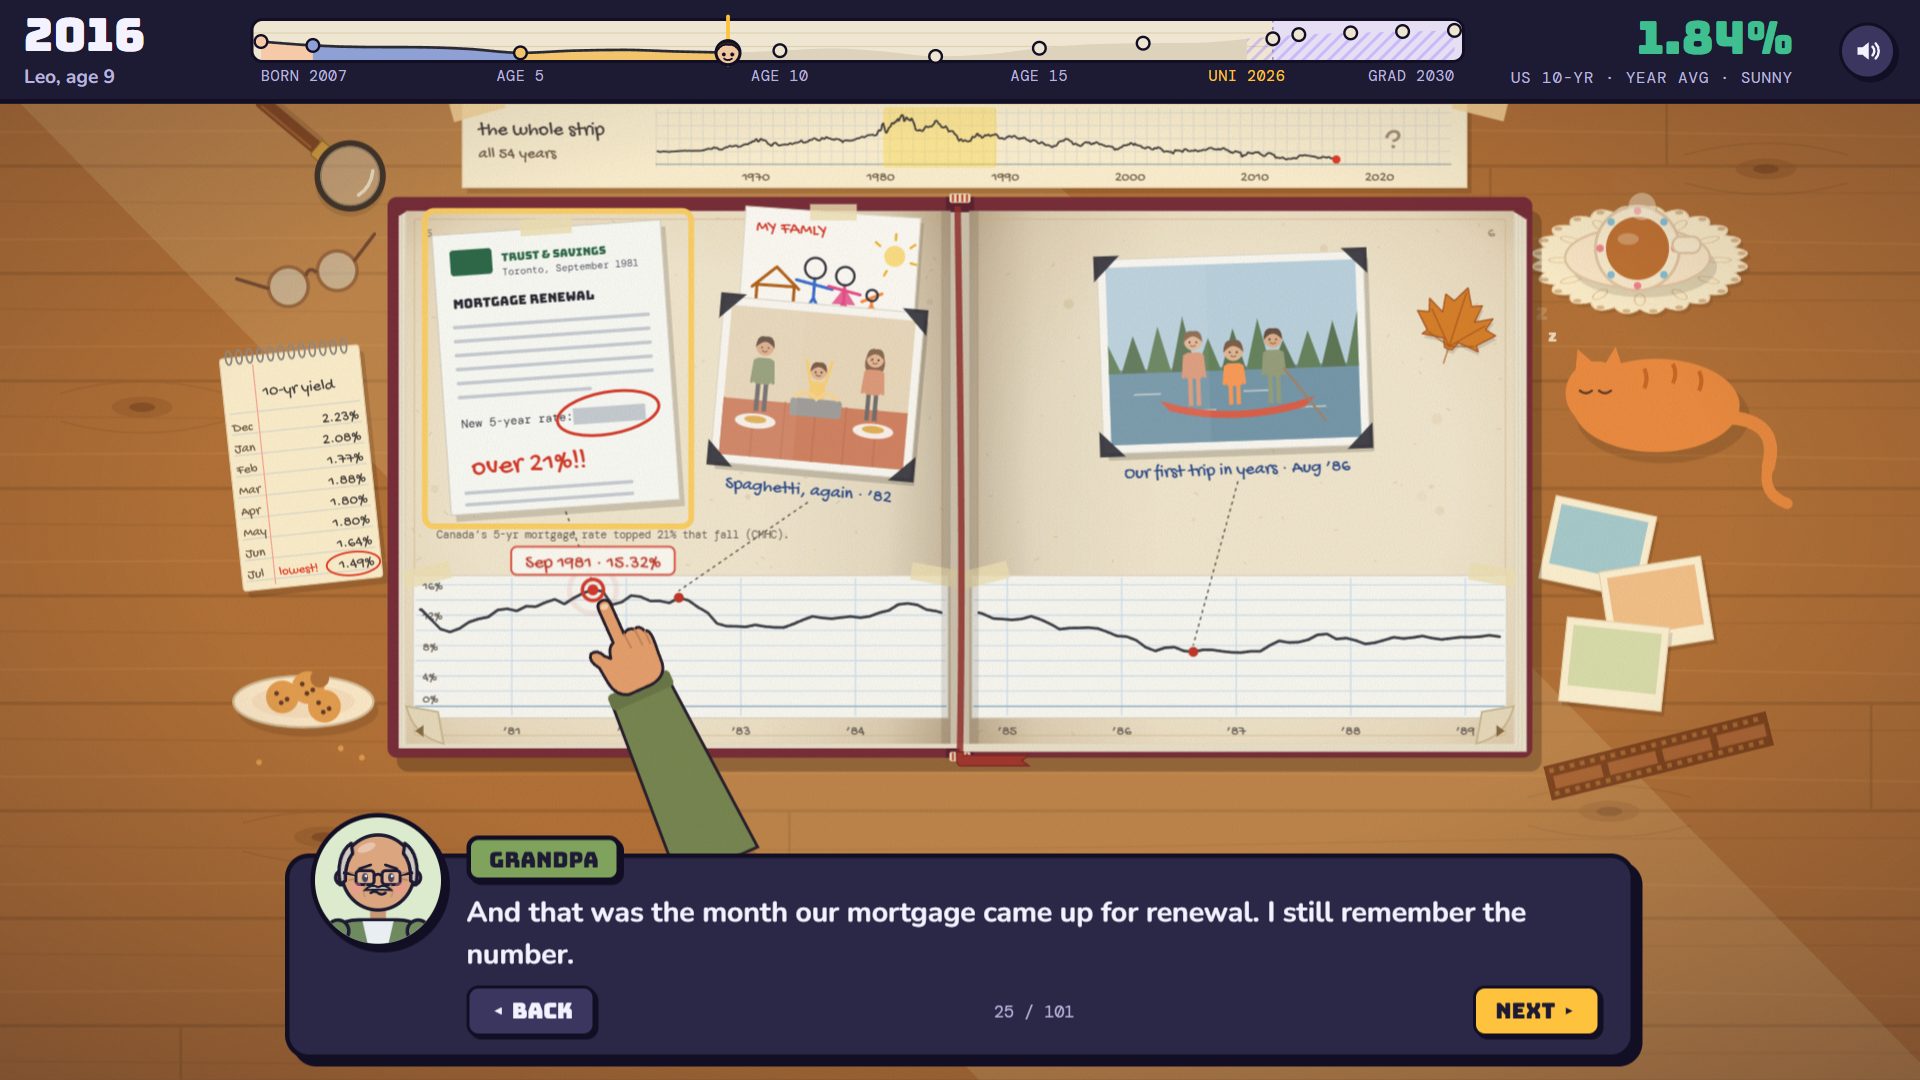 2016
Leo, age 9
BORN 2007
AGE 5
AGE 10
AGE 15
UNI 2026
GRAD 2030
1.84%
US 10-YR · YEAR AVG · SUNNY
the whole strip
all 54 years
?
1970
1980
1990
2000
2010
2020
5
TRUST & SAVINGS
Toronto, September 1981
MORTGAGE RENEWAL
New 5-year rate:
over 21%!!
MY FAMLY
Spaghetti, again · '82
Canada's 5-yr mortgage rate topped 21% that fall (CMHC).
Sep 1981 · 15.32%
6
Our first trip in years · Aug '86
z
z
10-yr yield
Dec 2.23%
Jan 2.08%
Feb 1.77%
Mar 1.88%
Apr 1.80%
May 1.80%
Jun 1.64%
Jul lowest! 1.49%
16%
12%
8%
4%
0%
'81
'83
'84
'85
'86
'87
'88
'89
GRANDPA
And that was the month our mortgage came up for renewal. I still remember the
number.
BACK
25 / 101
NEXT